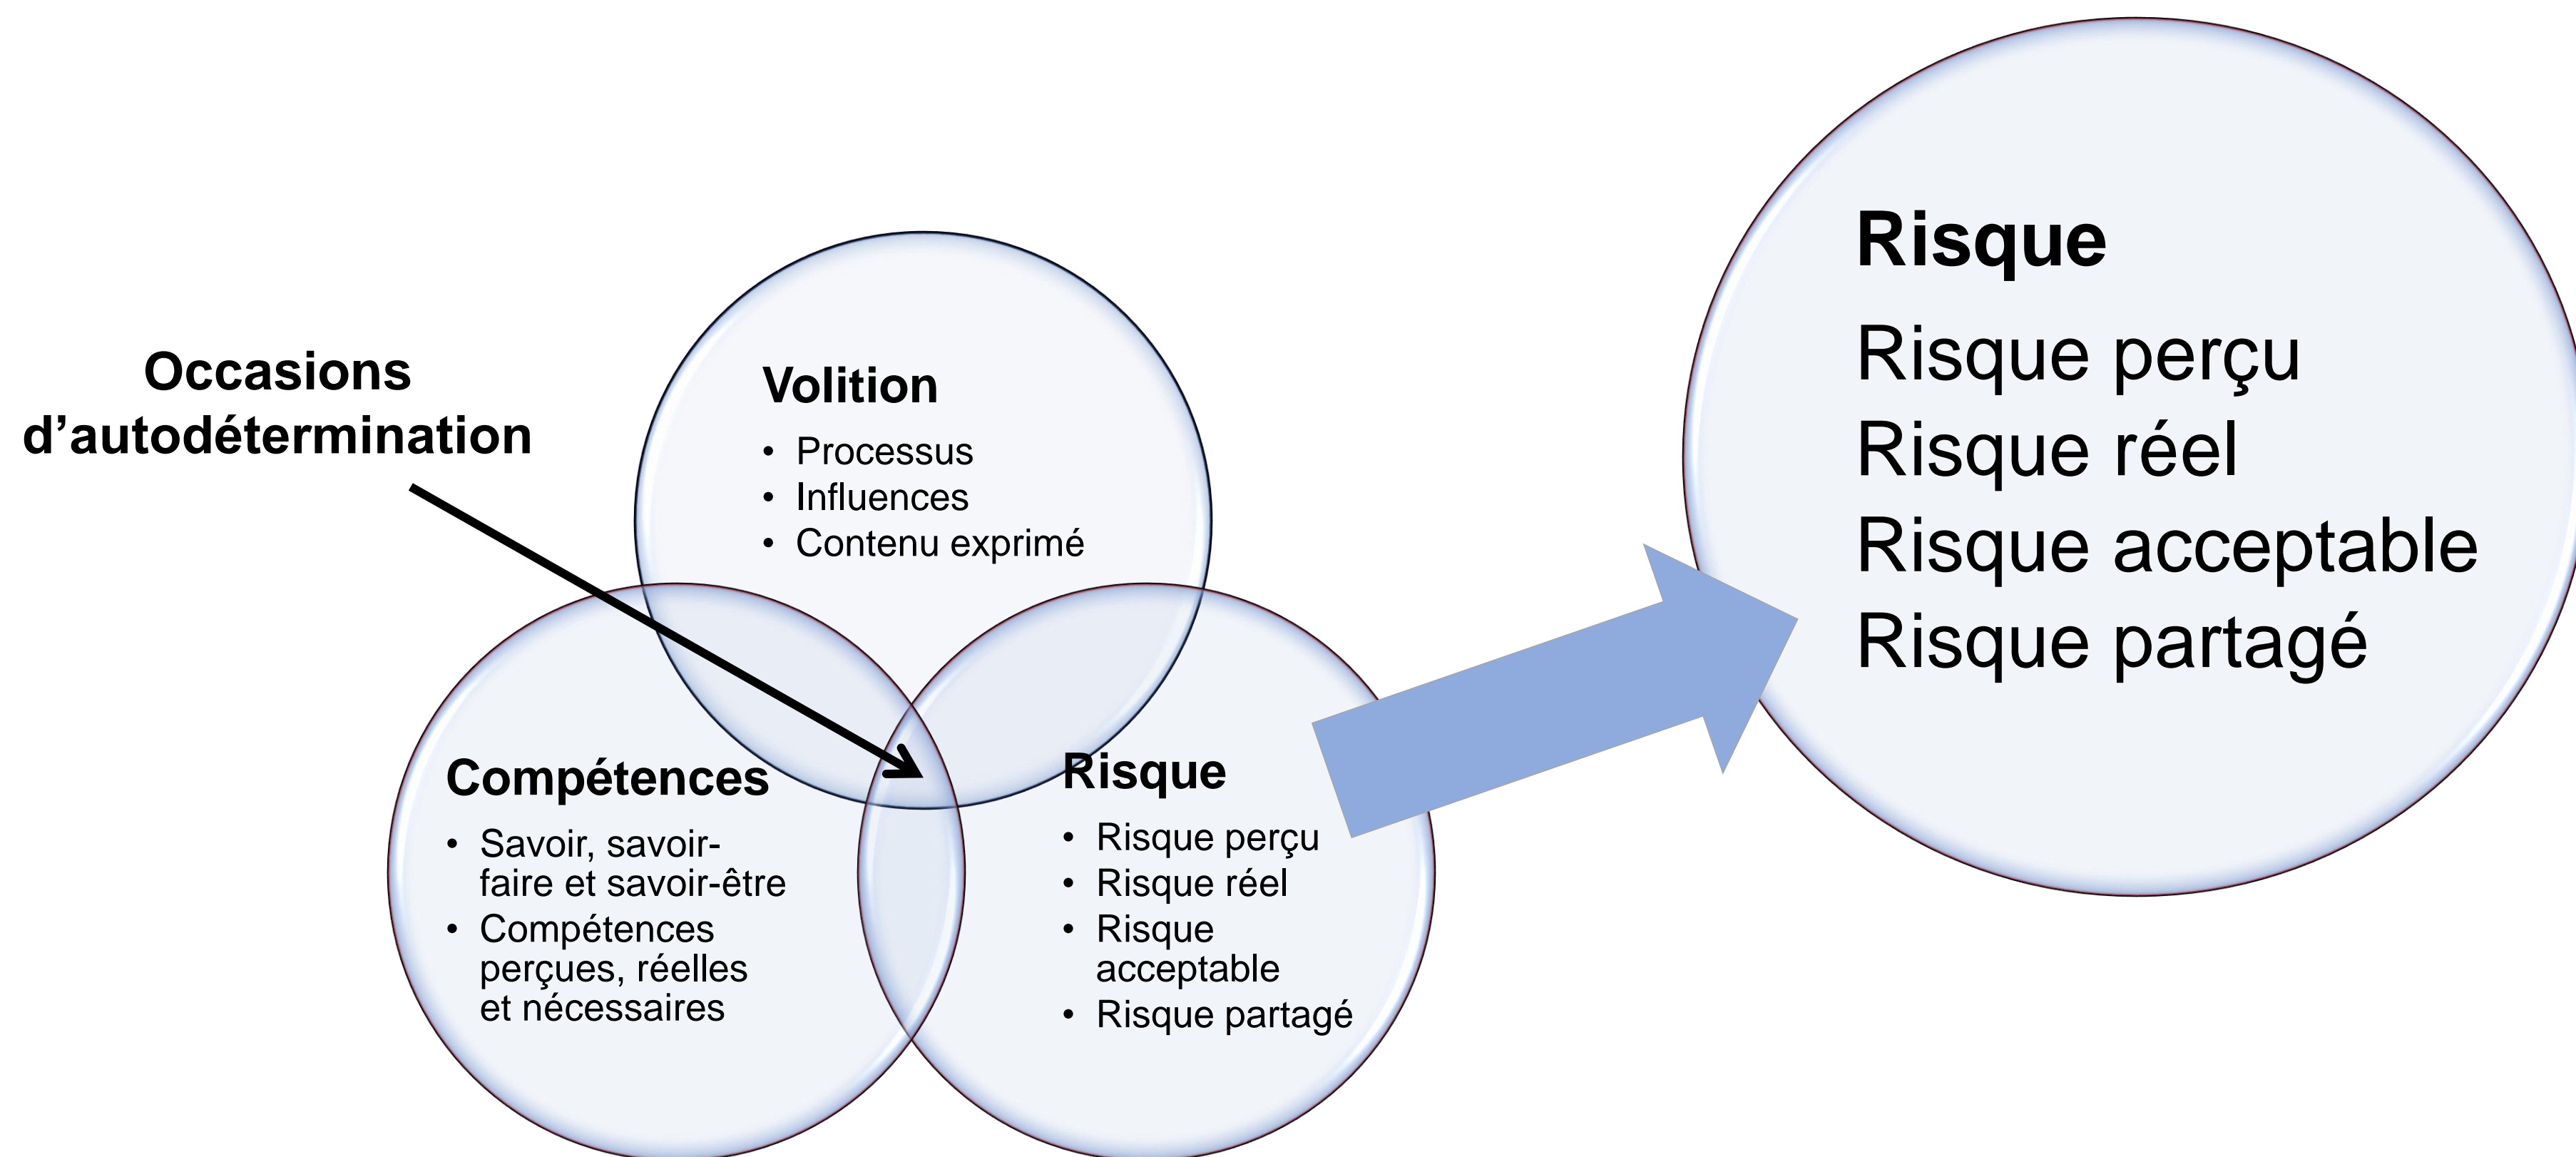 Occasions
d’autodétermination
Volition
• Processus
• Influences
• Contenu exprimé
Compétences
• Savoir, savoir-
faire et savoir-être
• Compétences
perçues, réelles
et nécessaires
Risque
• Risque perçu
• Risque réel
• Risque
acceptable
• Risque partagé
Risque
Risque perçu
Risque réel
Risque acceptable
Risque partagé